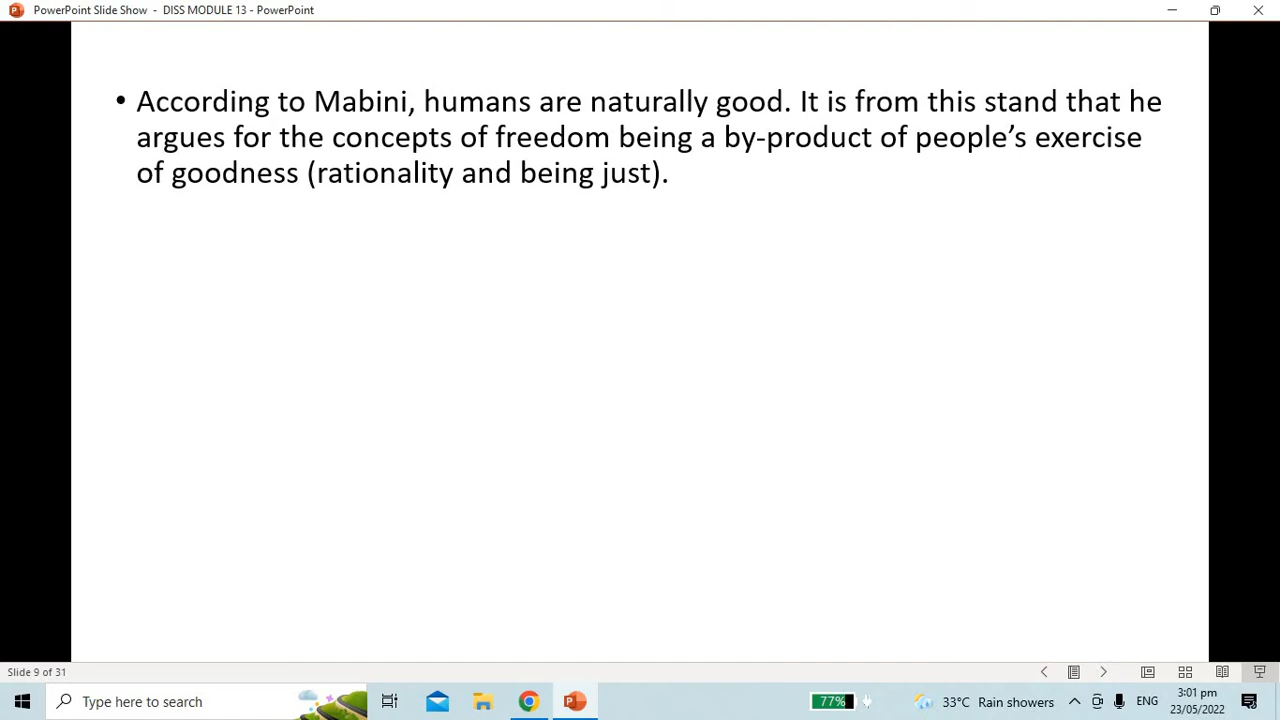 PowerPoint Slide Show - DISS MODULE 13 - PowerPoint
• According to Mabini, humans are naturally good. It is from this stand that he
argues for the concepts of freedom being a by-product of people’s exercise
of goodness (rationality and being just).
Slide 9 of 31
Type here to search
77%
33°C Rain showers
ENG
3:01 pm
23/05/2022